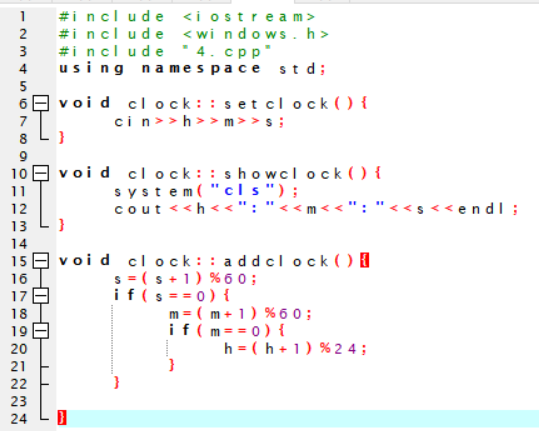 1 #include <iostream>
2 #include <windows.h>
3 #include "4.cpp"
4 using namespace std;
5
6 void clock::setclock(){
7 cin>>h>>m>>s;
8 }
9
10 void clock::showclock(){
11 system("cls");
12 cout<<h<<":"<<m<<":"<<s<<endl;
13 }
14
15 void clock::addclock(){
16 s=(s+1)%60;
17 if(s==0){
18 m=(m+1)%60;
19 if(m==0){
20 h=(h+1)%24;
21 }
22 }
23
24 }